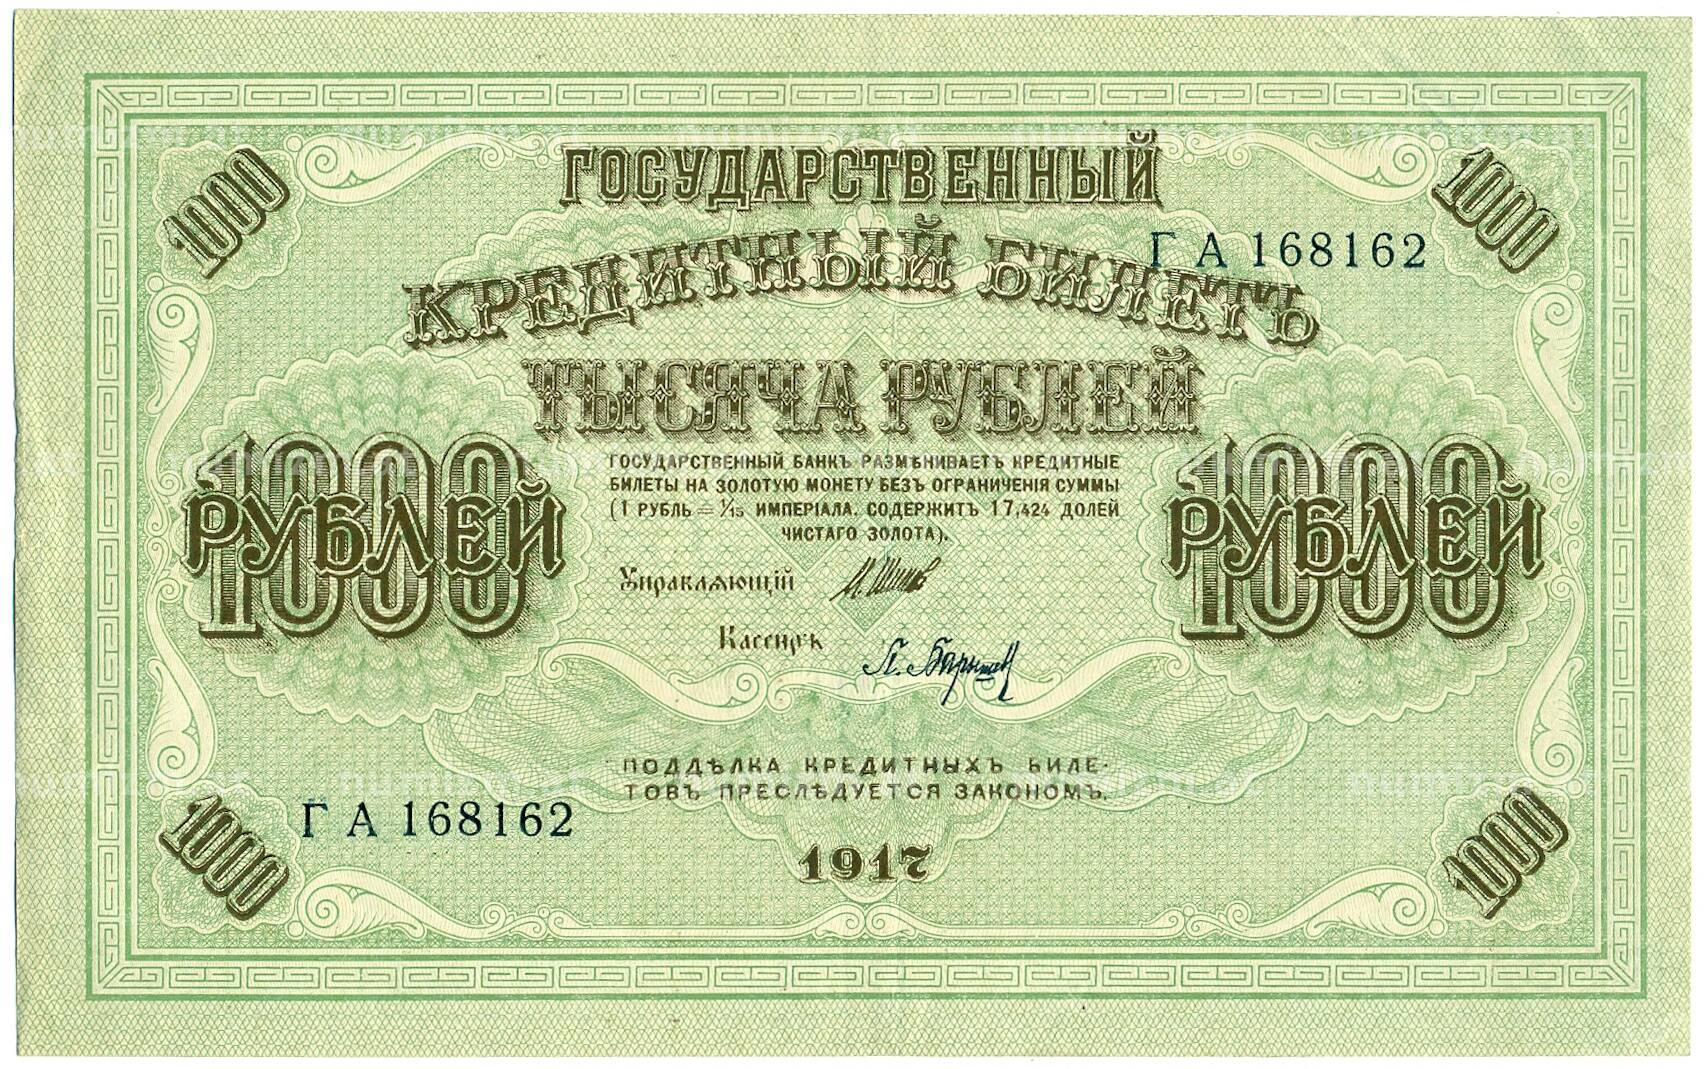 1000
1000
ГОСУДАРСТВЕННЫЙ
ГА 168162
КРЕДИТНЫЙ БИЛЕТЪ
ТЫСЯЧА РУБЛЕЙ
1000
РУБЛЕЙ
1000
РУБЛЕЙ
ГОСУДАРСТВЕННЫЙ БАНКЪ РАЗМѢНИВАЕТЪ КРЕДИТНЫЕ
БИЛЕТЫ НА ЗОЛОТУЮ МОНЕТУ БЕЗЪ ОГРАНИЧЕНІЯ СУММЫ
(1 РУБЛЬ = 1/15 ИМПЕРІАЛА, СОДЕРЖИТЪ 17,424 ДОЛЕЙ
ЧИСТАГО ЗОЛОТА).
Управляющій И. Шиповъ
Кассиръ П. Барышев
ПОДДѢЛКА КРЕДИТНЫХЪ БИЛЕ-
ТОВЪ ПРЕСЛѢДУЕТСЯ ЗАКОНОМЪ.
ГА 168162
1917
1000
1000